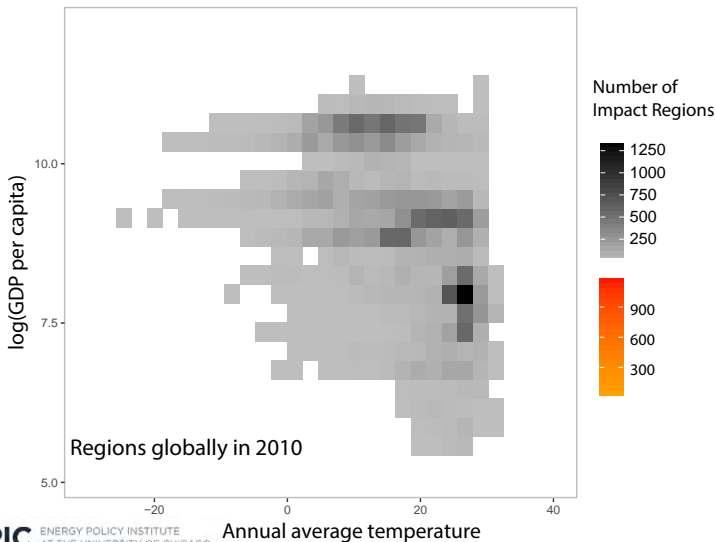 Number of
Impact Regions
1250
1000
750
500
250
900
600
300
log(GDP per capita)
10.0
7.5
5.0
Regions globally in 2010
−20
0
20
40
Annual average temperature
ENERGY POLICY INSTITUTE